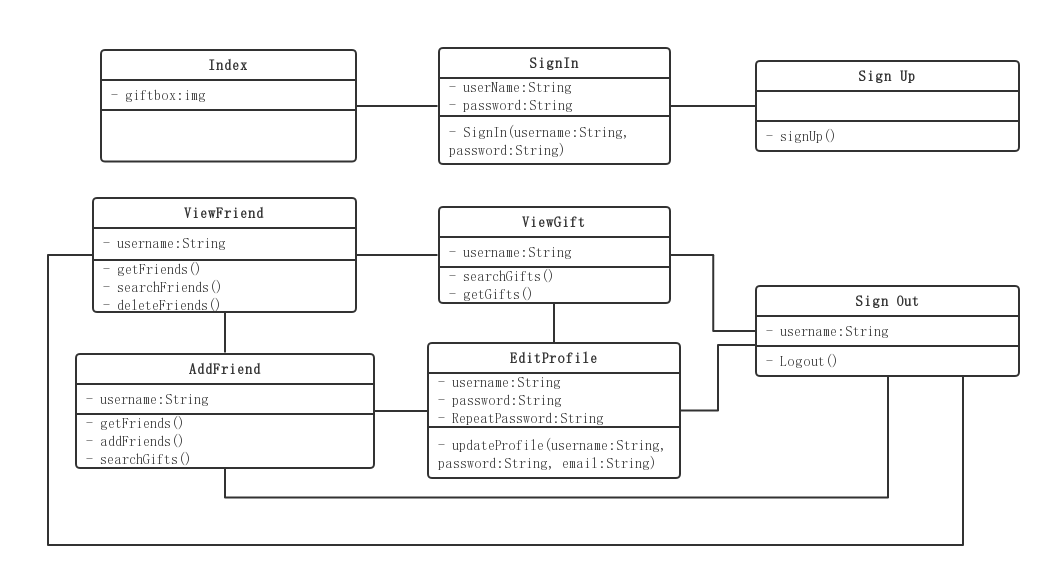 Index
- giftbox:img
SignIn
- userName:String
- password:String
- SignIn(username:String,
password:String)
Sign Up
- signUp()
ViewFriend
- username:String
- getFriends()
- searchFriends()
- deleteFriends()
ViewGift
- username:String
- searchGifts()
- getGifts()
Sign Out
- username:String
- Logout()
AddFriend
- username:String
- getFriends()
- addFriends()
- searchGifts()
EditProfile
- username:String
- password:String
- RepeatPassword:String
- updateProfile(username:String,
password:String, email:String)